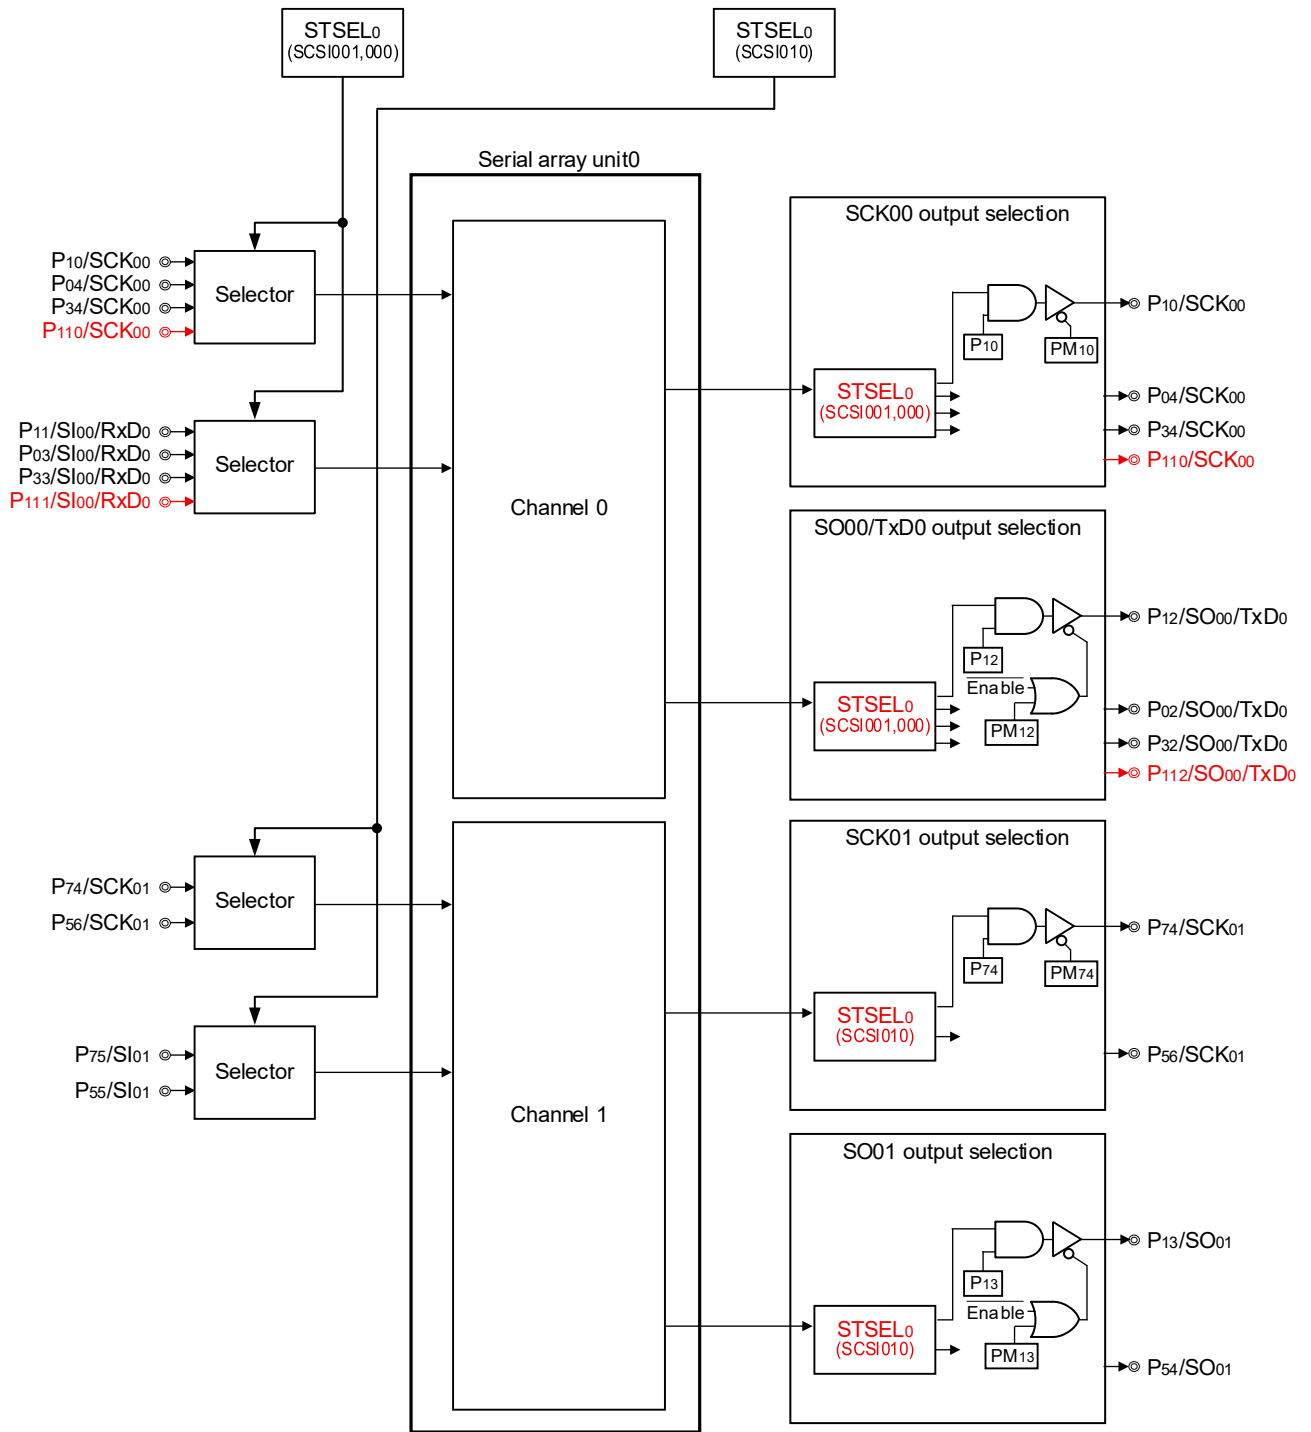 STSEL0
(SCSI001,000)
STSEL0
(SCSI010)
Serial array unit0
P10/SCK00
P04/SCK00
P34/SCK00
P110/SCK00
Selector
P11/SI00/RxD0
P03/SI00/RxD0
P33/SI00/RxD0
P111/SI00/RxD0
Selector
Channel 0
SCK00 output selection
P10
PM10
STSEL0
(SCSI001,000)
P10/SCK00
P04/SCK00
P34/SCK00
P110/SCK00
SO00/TxD0 output selection
P12
Enable
PM12
STSEL0
(SCSI001,000)
P12/SO00/TxD0
P02/SO00/TxD0
P32/SO00/TxD0
P112/SO00/TxD0
P74/SCK01
P56/SCK01
Selector
P75/SI01
P55/SI01
Selector
Channel 1
SCK01 output selection
P74
PM74
STSEL0
(SCSI010)
P74/SCK01
P56/SCK01
SO01 output selection
P13
Enable
PM13
STSEL0
(SCSI010)
P13/SO01
P54/SO01